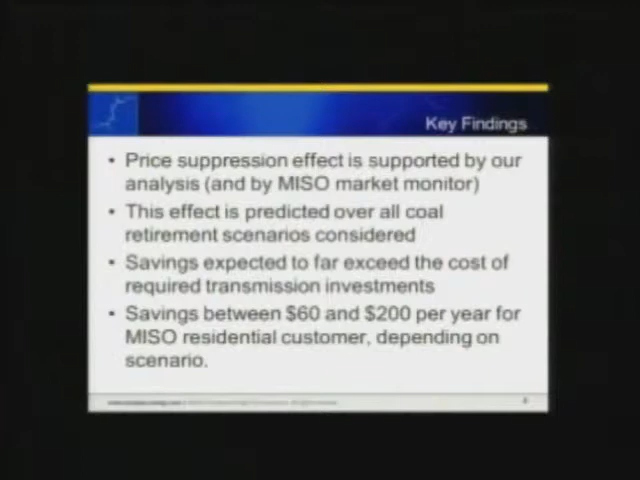 Key Findings
• Price suppression effect is supported by our
analysis (and by MISO market monitor)
• This effect is predicted over all coal
retirement scenarios considered
• Savings expected to far exceed the cost of
required transmission investments
• Savings between $60 and $200 per year for
MISO residential customer, depending on
scenario.